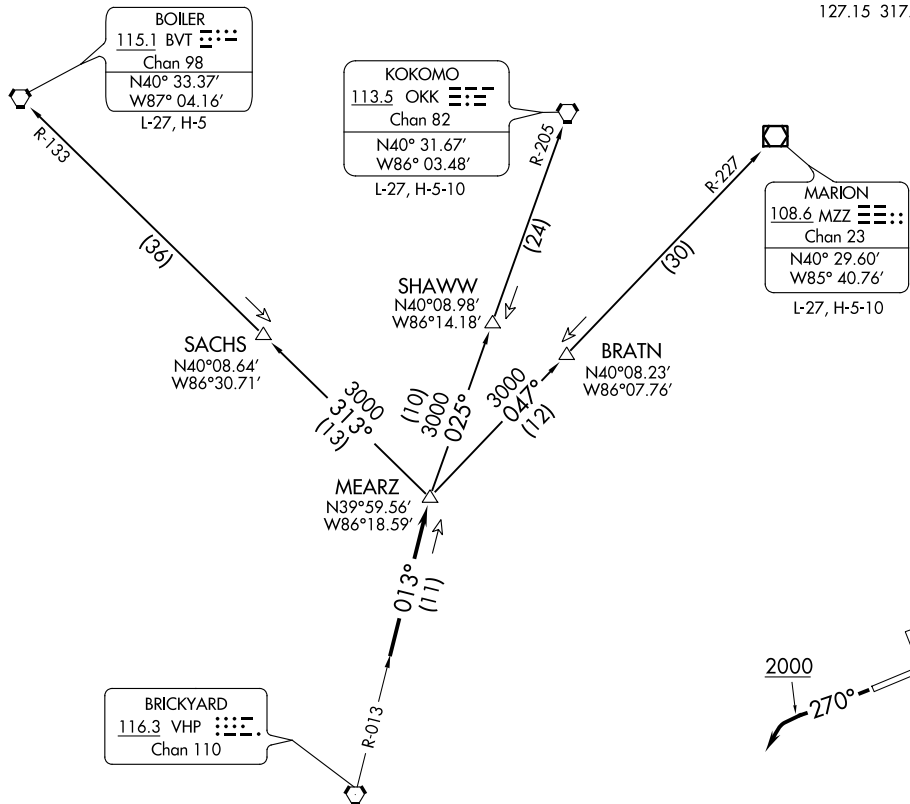 127.15 317.
BOILER
115.1 BVT
Chan 98
N40° 33.37'
W87° 04.16'
L-27, H-5
KOKOMO
113.5 OKK
Chan 82
N40° 31.67'
W86° 03.48'
L-27, H-5-10
MARION
108.6 MZZ
Chan 23
N40° 29.60'
W85° 40.76'
L-27, H-5-10
R-133
R-205
R-227
(36)
(24)
(30)
SACHS
N40°08.64'
W86°30.71'
SHAWW
N40°08.98'
W86°14.18'
BRATN
N40°08.23'
W86°07.76'
3000
313°
(13)
(10)
3000
025°
3000
047°
(12)
MEARZ
N39°59.56'
W86°18.59'
013°
(11)
R-013
BRICKYARD
116.3 VHP
Chan 110
2000
270°